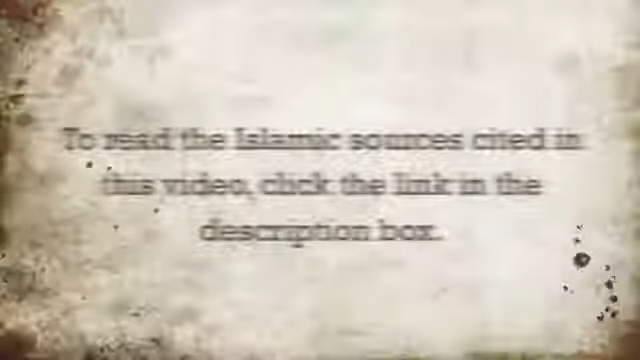 To read the Islamic sources cited in
this video, click the link in the
description box.